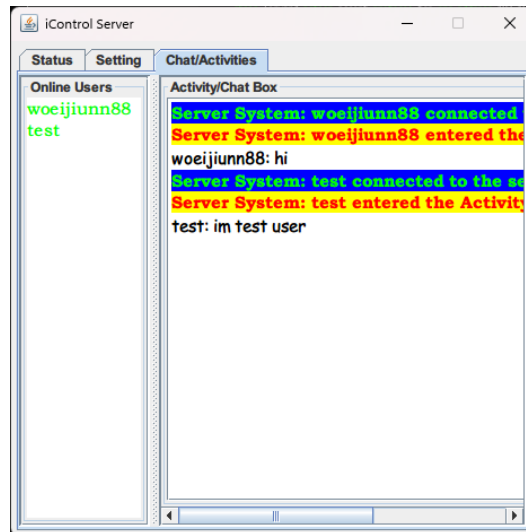 iControl Server
Status Setting Chat/Activities
Online Users
woeijiunn88
test
Activity/Chat Box
Server System: woeijiunn88 connected
Server System: woeijiunn88 entered the
woeijiunn88: hi
Server System: test connected to the se
Server System: test entered the Activity
test: im test user